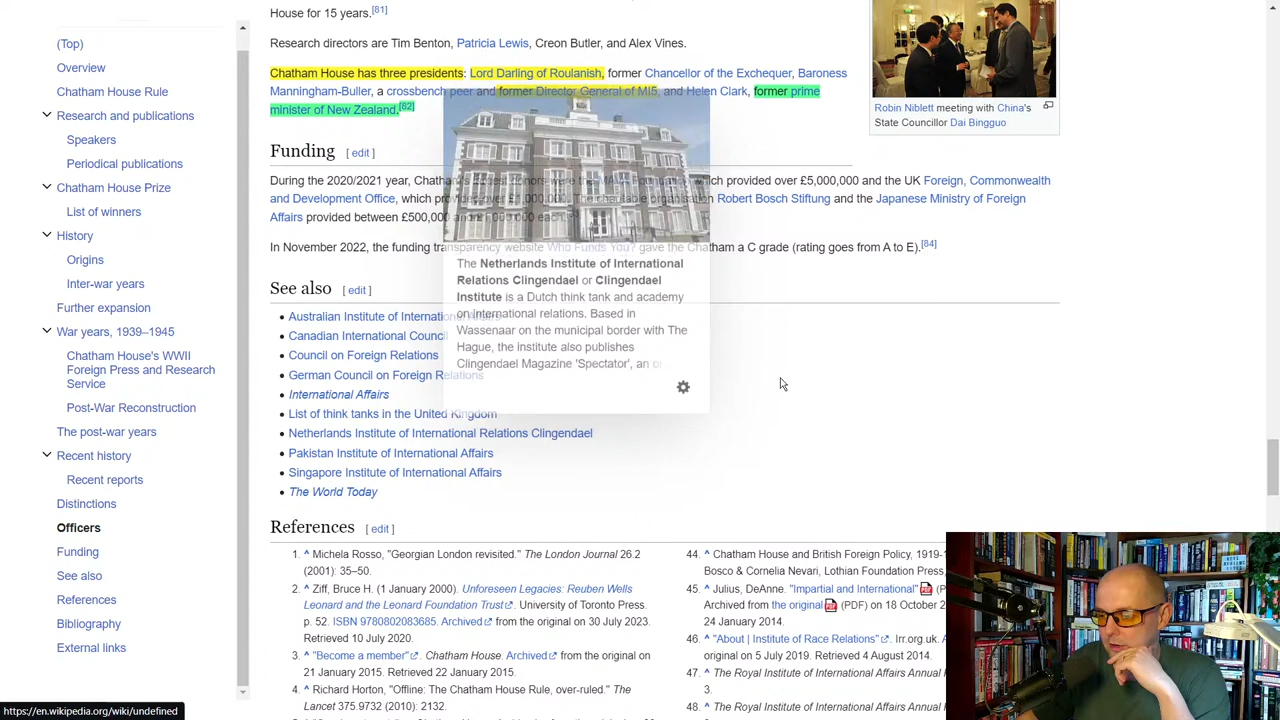 House for 15 years.[81]
Research directors are Tim Benton, Patricia Lewis, Creon Butler, and Alex Vines.
Chatham House has three presidents: Lord Darling of Roulanish, former Chancellor of the Exchequer, Baroness
Manningham-Buller, a crossbench peer and former Director General of MI5, and Helen Clark, former prime
minister of New Zealand.[82]
Robin Niblett meeting with China's
State Councillor Dai Bingguo
(Top)
Overview
Chatham House Rule
Research and publications
Speakers
Periodical publications
Chatham House Prize
List of winners
History
Origins
Inter-war years
Further expansion
War years, 1939–1945
Chatham House's WWII
Foreign Press and Research
Service
Post-War Reconstruction
The post-war years
Recent history
Recent reports
Distinctions
Officers
Funding
See also
References
Bibliography
External links
Funding [ edit ]
During the 2020/2021 year, Chatham's largest donors were the MAVA Foundation which provided over £5,000,000 and the UK Foreign, Commonwealth
and Development Office, which provided over £1,000,000. The charitable organisation Robert Bosch Stiftung and the Japanese Ministry of Foreign
Affairs provided between £500,000 and £1,000,000 each.
In November 2022, the funding transparency website Who Funds You? gave the Chatham a C grade (rating goes from A to E).[84]
The Netherlands Institute of International
Relations Clingendael or Clingendael
Institute is a Dutch think tank and academy
on international relations. Based in
Wassenaar on the municipal border with The
Hague, the institute also publishes
Clingendael Magazine 'Spectator', an
See also [ edit ]
Australian Institute of International Affairs
Canadian International Council
Council on Foreign Relations
German Council on Foreign Relations
International Affairs
List of think tanks in the United Kingdom
Netherlands Institute of International Relations Clingendael
Pakistan Institute of International Affairs
Singapore Institute of International Affairs
The World Today
References [ edit ]
1. ^ Michela Rosso, "Georgian London revisited." The London Journal 26.2
(2001): 35–50.
2. ^ Ziff, Bruce H. (1 January 2000). Unforeseen Legacies: Reuben Wells
Leonard and the Leonard Foundation Trust. University of Toronto Press.
p. 52. ISBN 9780802083685. Archived from the original on 30 July 2023.
Retrieved 10 July 2020.
3. ^ "Become a member". Chatham House. Archived from the original on
21 January 2015. Retrieved 22 January 2015.
4. ^ Richard Horton, "Offline: The Chatham House Rule, over-ruled." The
Lancet 375.9732 (2010): 2132.
44. ^ Chatham House and British Foreign Policy, 1919-1
Bosco & Cornelia Nevari, Lothian Foundation Press,
45. ^ Julius, DeAnne. "Impartial and International" (P
Archived from the original (PDF) on 18 October 2
24 January 2014.
46. ^ "About | Institute of Race Relations". Irr.org.uk. A
on 5 July 2019. Retrieved 4 August 2014.
47. ^ The Royal Institute of International Affairs Annual
3.
48. ^ The Royal Institute of International Affairs Annual
https://en.wikipedia.org/wiki/undefined